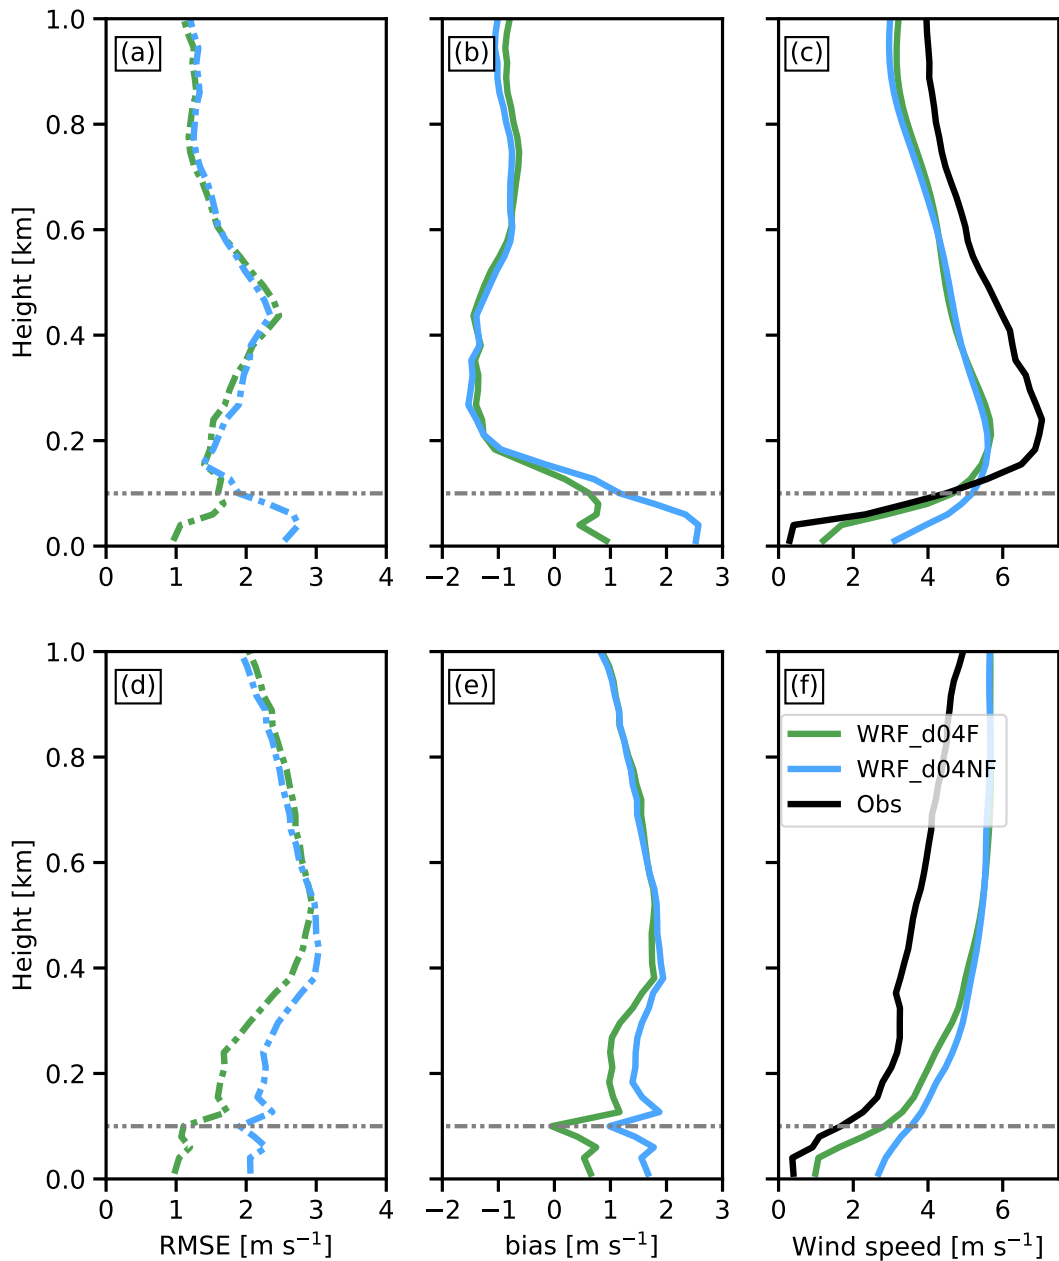 1.0
0.8
0.6
0.4
0.2
0.0
Height [km]
(a)
0 1 2 3 4
(b)
−2 −1 0 1 2 3
(c)
0 2 4 6
1.0
0.8
0.6
0.4
0.2
0.0
Height [km]
(d)
0 1 2 3 4
RMSE [m s⁻¹]
(e)
−2 −1 0 1 2 3
bias [m s⁻¹]
(f)
WRF_d04F
WRF_d04NF
Obs
0 2 4 6
Wind speed [m s⁻¹]